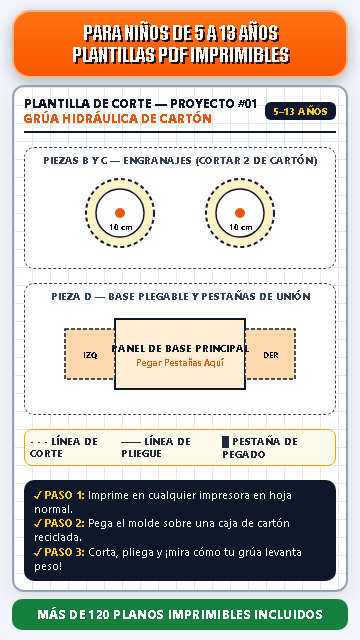 PARA NIÑOS DE 5 A 13 AÑOS
PLANTILLAS PDF IMPRIMIBLES
PLANTILLA DE CORTE — PROYECTO #01
GRÚA HIDRÁULICA DE CARTÓN
5–13 AÑOS
PIEZAS B Y C — ENGRANAJES (CORTAR 2 DE CARTÓN)
10 cm
10 cm
PIEZA D — BASE PLEGABLE Y PESTAÑAS DE UNIÓN
IZQ
PANEL DE BASE PRINCIPAL
Pegar Pestañas Aquí
DER
- - - LÍNEA DE
CORTE
—— LÍNEA DE
PLIEGUE
█ PESTAÑA DE
PEGADO
✓ PASO 1: Imprime en cualquier impresora en hoja
normal.
✓ PASO 2: Pega el molde sobre una caja de cartón
reciclada.
✓ PASO 3: Corta, pliega y ¡mira cómo tu grúa levanta
peso!
MÁS DE 120 PLANOS IMPRIMIBLES INCLUIDOS